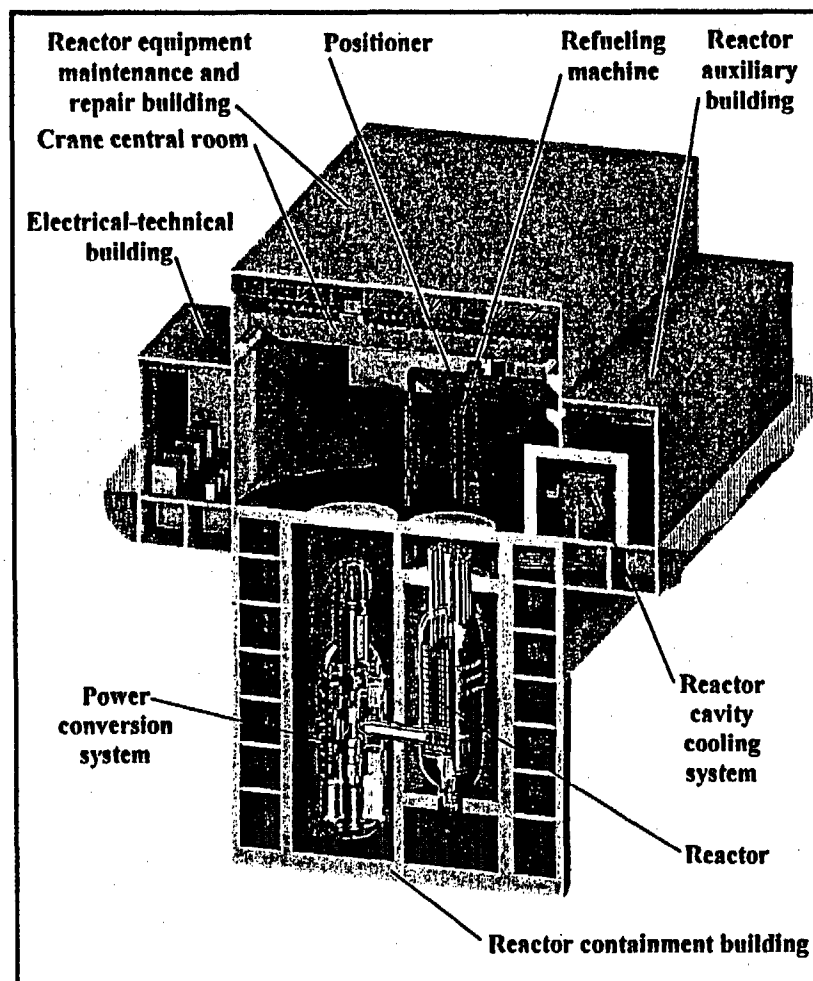 Reactor equipment
maintenance and
repair building
Positioner
Refueling
machine
Reactor
auxiliary
building
Crane central room
Electrical-technical
building
Power
conversion
system
Reactor
cavity
cooling
system
Reactor
Reactor containment building